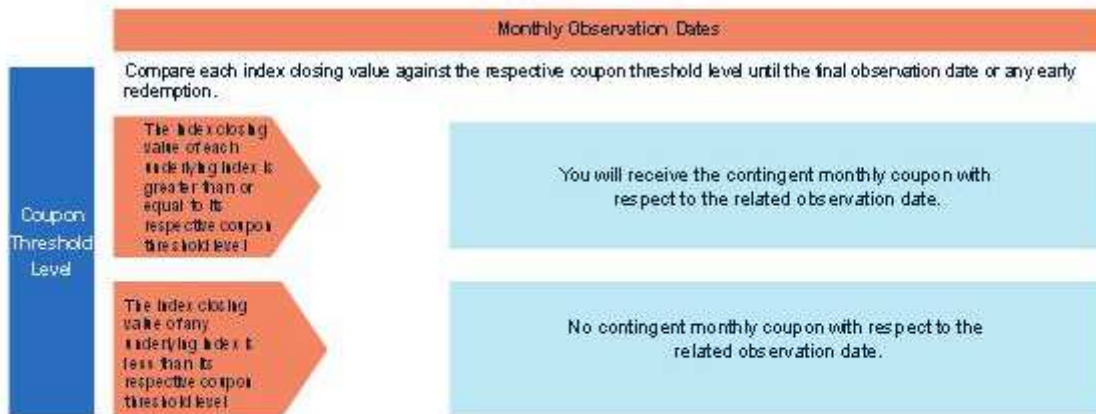 Monthly Observation Dates
Compare each index closing value against the respective coupon threshold level until the final observation date or any early
redemption.
Coupon
Threshold
Level
The index closing
value of each
underlying index is
greater than or
equal to its
respective coupon
threshold level
You will receive the contingent monthly coupon with
respect to the related observation date.
The index closing
value of any
underlying index is
less than its
respective coupon
threshold level
No contingent monthly coupon with respect to the
related observation date.